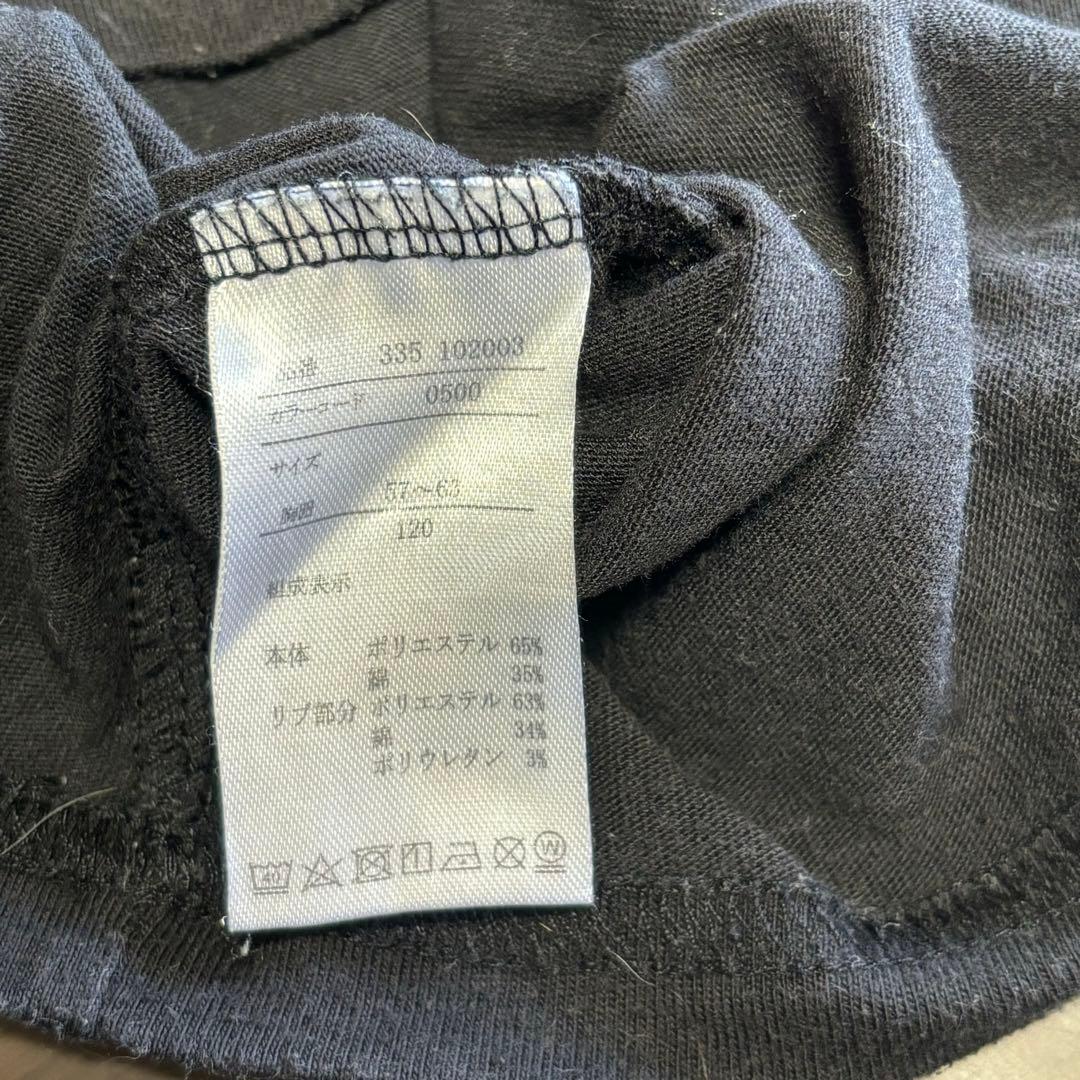 品番 335 102003
カラーコード 0500
サイズ
胸囲 57〜63
120
組成表示
本体 ポリエステル 65%
綿 35%
リブ部分 ポリエステル 63%
綿 34%
ポリウレタン 3%
40
W